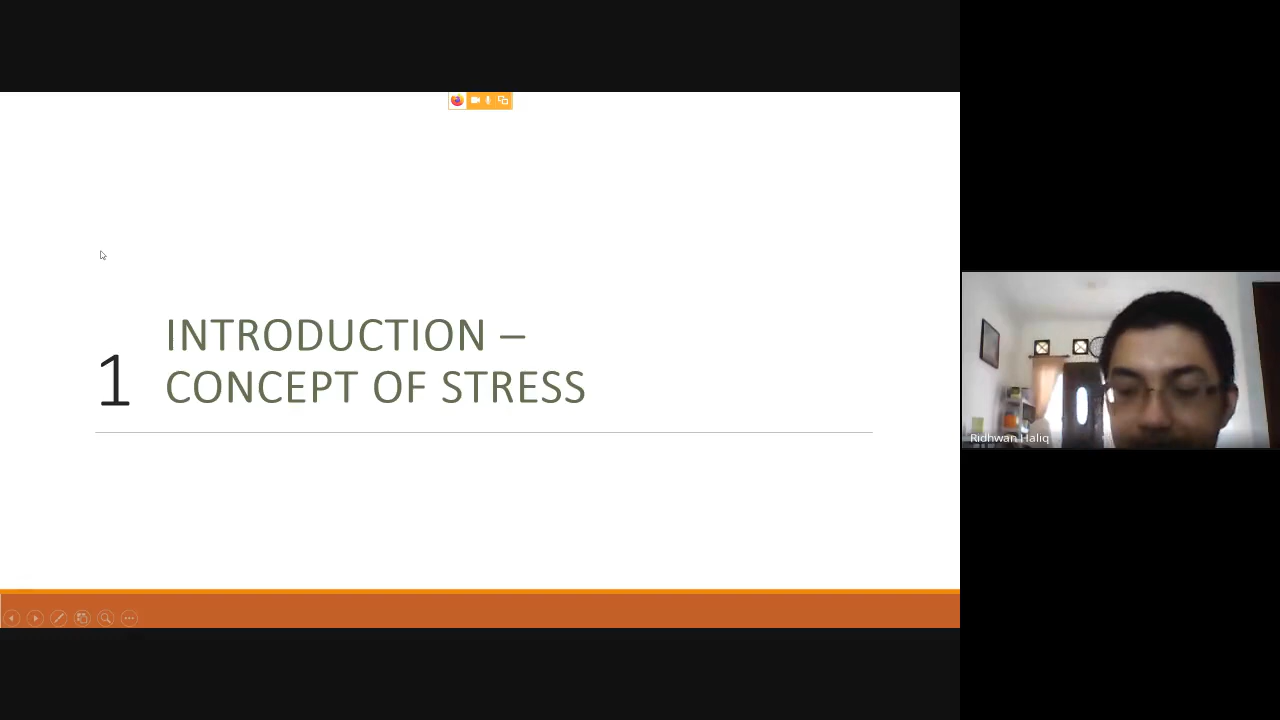 INTRODUCTION –
1 CONCEPT OF STRESS
Ridhwan Haliq